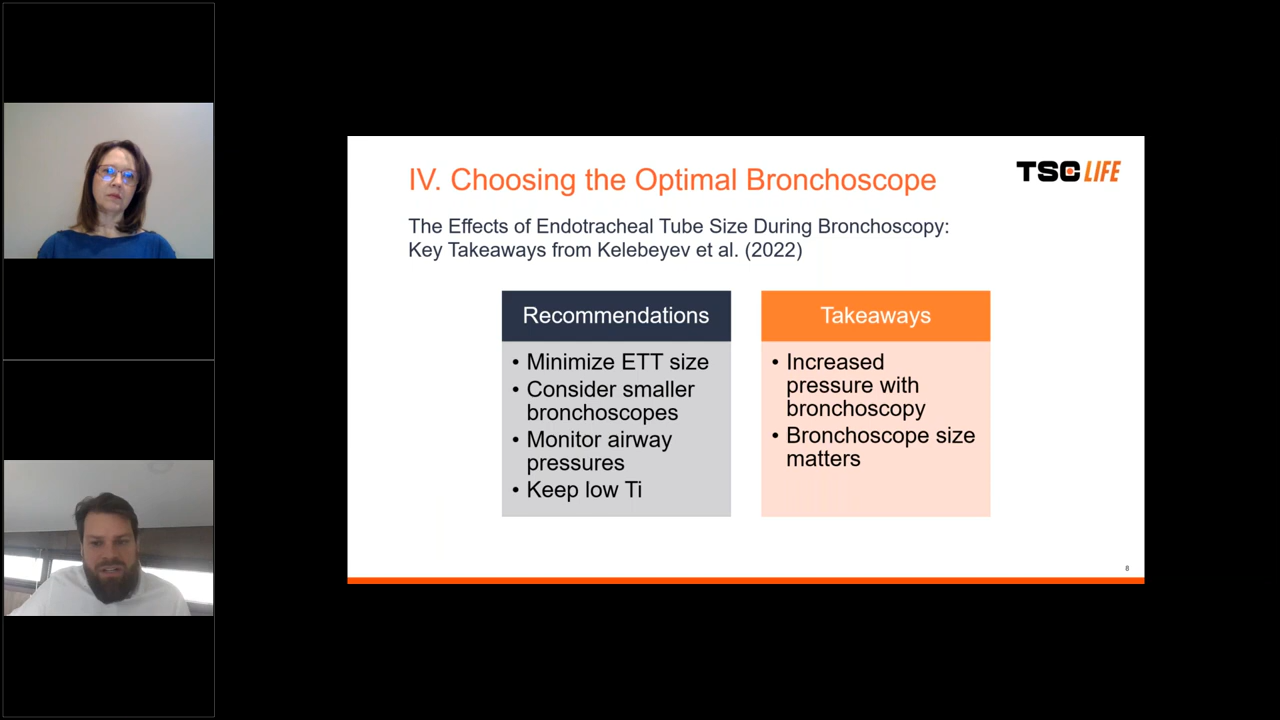 IV. Choosing the Optimal Bronchoscope
TSC LIFE
The Effects of Endotracheal Tube Size During Bronchoscopy:
Key Takeaways from Kelebeyev et al. (2022)
Recommendations
• Minimize ETT size
• Consider smaller
bronchoscopes
• Monitor airway
pressures
• Keep low Ti
Takeaways
• Increased
pressure with
bronchoscopy
• Bronchoscope size
matters
8